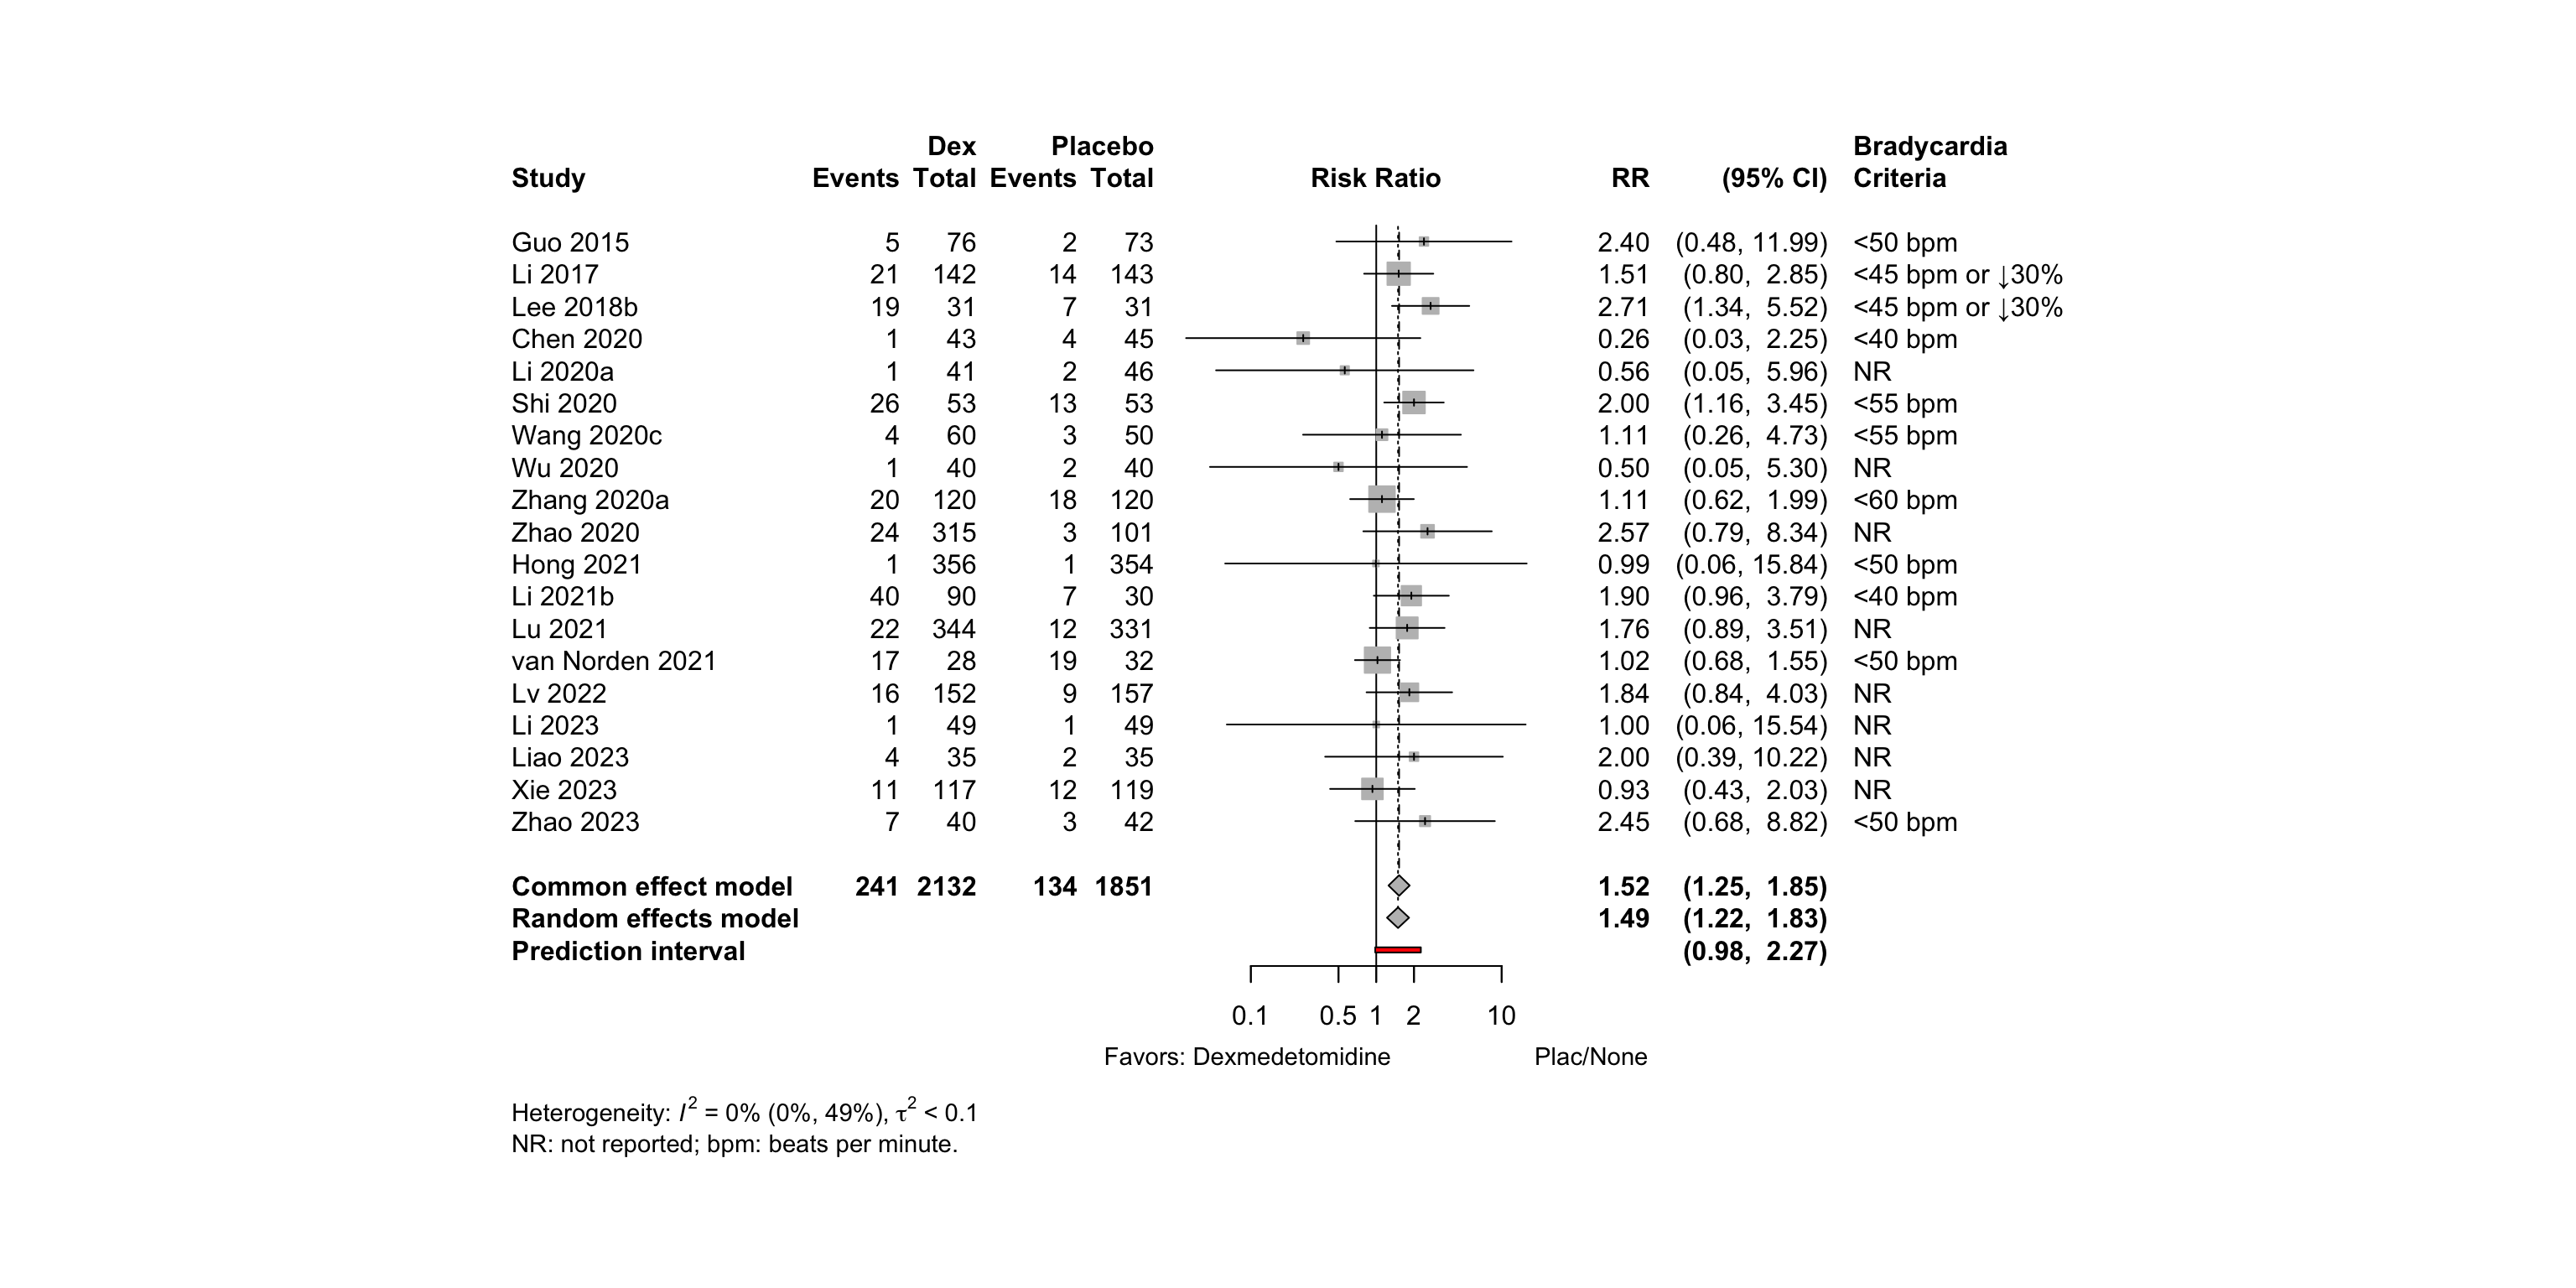 Dex Placebo Bradycardia
Study Events Total Events Total Risk Ratio RR (95% CI) Criteria
Guo 2015 5 76 2 73 2.40 (0.48, 11.99) <50 bpm
Li 2017 21 142 14 143 1.51 (0.80, 2.85) <45 bpm or ↓30%
Lee 2018b 19 31 7 31 2.71 (1.34, 5.52) <45 bpm or ↓30%
Chen 2020 1 43 4 45 0.26 (0.03, 2.25) <40 bpm
Li 2020a 1 41 2 46 0.56 (0.05, 5.96) NR
Shi 2020 26 53 13 53 2.00 (1.16, 3.45) <55 bpm
Wang 2020c 4 60 3 50 1.11 (0.26, 4.73) <55 bpm
Wu 2020 1 40 2 40 0.50 (0.05, 5.30) NR
Zhang 2020a 20 120 18 120 1.11 (0.62, 1.99) <60 bpm
Zhao 2020 24 315 3 101 2.57 (0.79, 8.34) NR
Hong 2021 1 356 1 354 0.99 (0.06, 15.84) <50 bpm
Li 2021b 40 90 7 30 1.90 (0.96, 3.79) <40 bpm
Lu 2021 22 344 12 331 1.76 (0.89, 3.51) NR
van Norden 2021 17 28 19 32 1.02 (0.68, 1.55) <50 bpm
Lv 2022 16 152 9 157 1.84 (0.84, 4.03) NR
Li 2023 1 49 1 49 1.00 (0.06, 15.54) NR
Liao 2023 4 35 2 35 2.00 (0.39, 10.22) NR
Xie 2023 11 117 12 119 0.93 (0.43, 2.03) NR
Zhao 2023 7 40 3 42 2.45 (0.68, 8.82) <50 bpm
Common effect model 241 2132 134 1851 1.52 (1.25, 1.85)
Random effects model 1.49 (1.22, 1.83)
Prediction interval (0.98, 2.27)
0.1 0.5 1 2 10
Favors: Dexmedetomidine Plac/None
Heterogeneity: I² = 0% (0%, 49%), τ² < 0.1
NR: not reported; bpm: beats per minute.